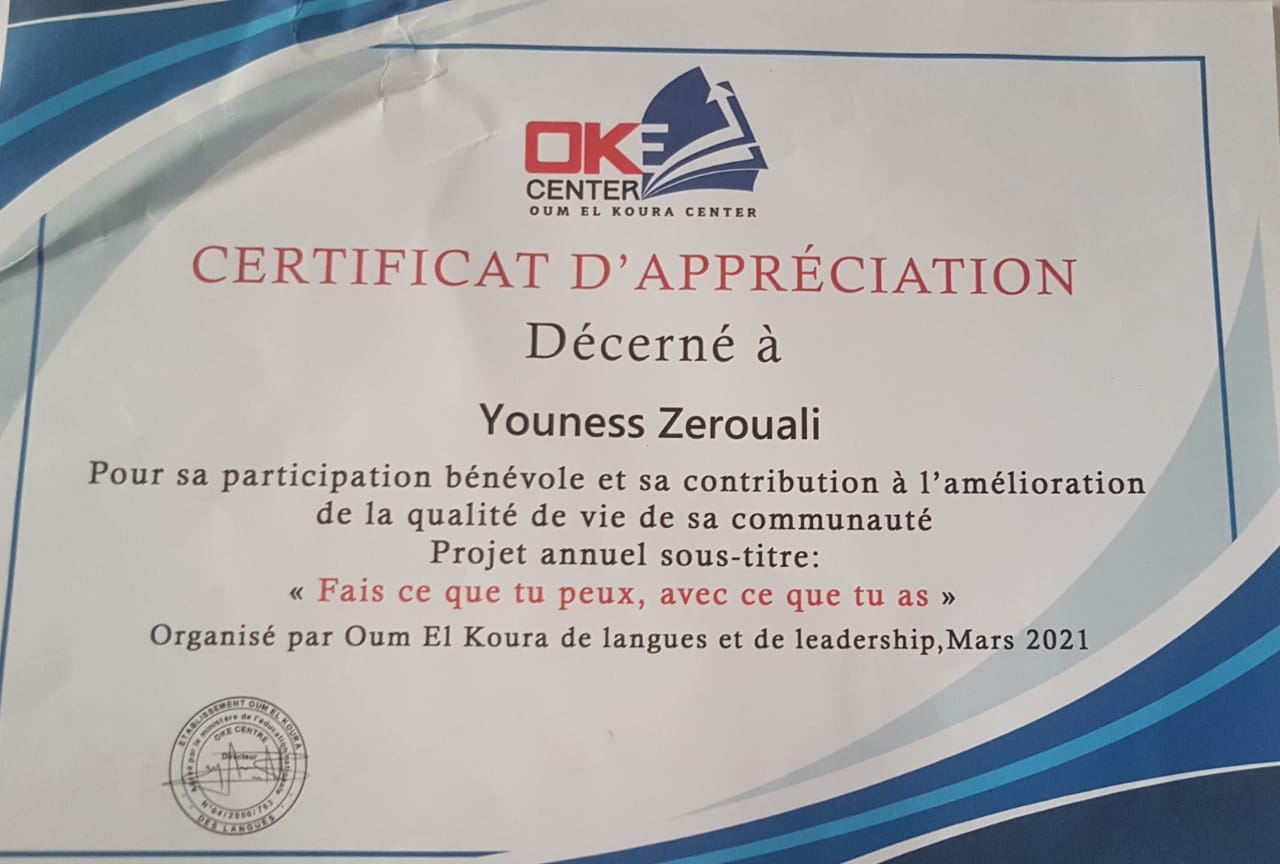 OKE
CENTER
OUM EL KOURA CENTER
CERTIFICAT D'APPRÉCIATION
Décerné à
Youness Zerouali
Pour sa participation bénévole et sa contribution à l'amélioration
de la qualité de vie de sa communauté
Projet annuel sous-titre:
« Fais ce que tu peux, avec ce que tu as »
Organisé par Oum El Koura de langues et de leadership,Mars 2021
ETABLISSEMENT OUM EL KOURA
par le ministère de l'éducation nationale
OKE CENTRE
Directeur
N°04/2000/763
DES LANGUES